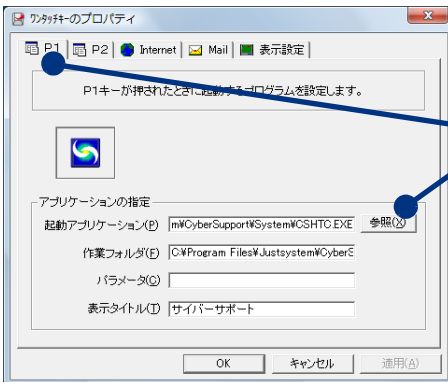 ワンタッチキーのプロパティ
P1 P2 Internet Mail 表示設定
P1キーが押されたときに起動するプログラムを設定します。
アプリケーションの指定
起動アプリケーション(P) m¥CyberSupport¥System¥CSHTC.EXE 参照(X)
作業フォルダ(F) C:¥Program Files¥Justsystem¥CyberS
パラメータ(C)
表示タイトル(T) サイバーサポート
OK キャンセル 適用(A)